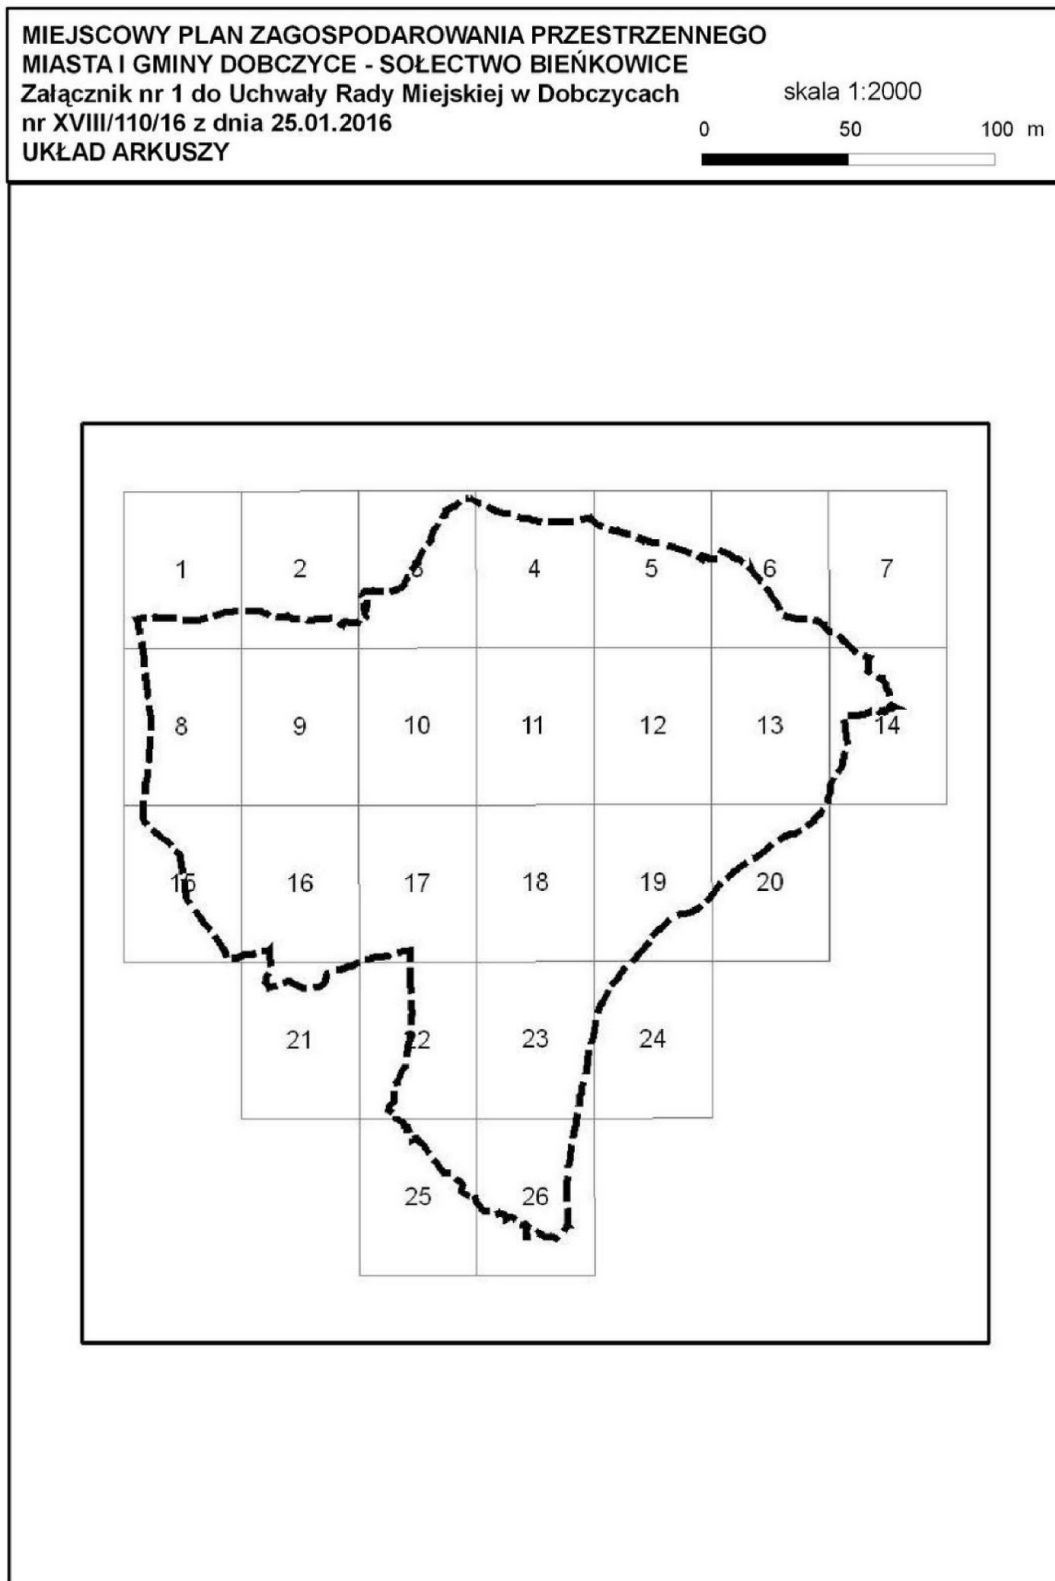 MIEJSCOWY PLAN ZAGOSPODAROWANIA PRZESTRZENNEGO
MIASTA I GMINY DOBCZYCE - SOŁECTWO BIEŃKOWICE
Załącznik nr 1 do Uchwały Rady Miejskiej w Dobczycach
nr XVIII/110/16 z dnia 25.01.2016
UKŁAD ARKUSZY
skala 1:2000
0 50 100 m
1 2 3 4 5 6 7
8 9 10 11 12 13 14
15 16 17 18 19 20
21 22 23 24
25 26